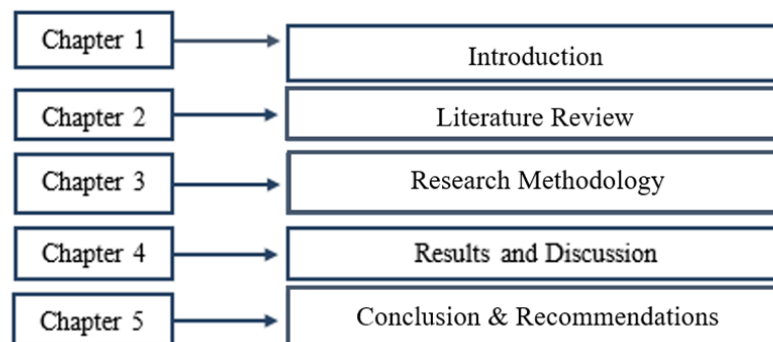 Chapter 1
Introduction
Chapter 2
Literature Review
Chapter 3
Research Methodology
Chapter 4
Results and Discussion
Chapter 5
Conclusion & Recommendations